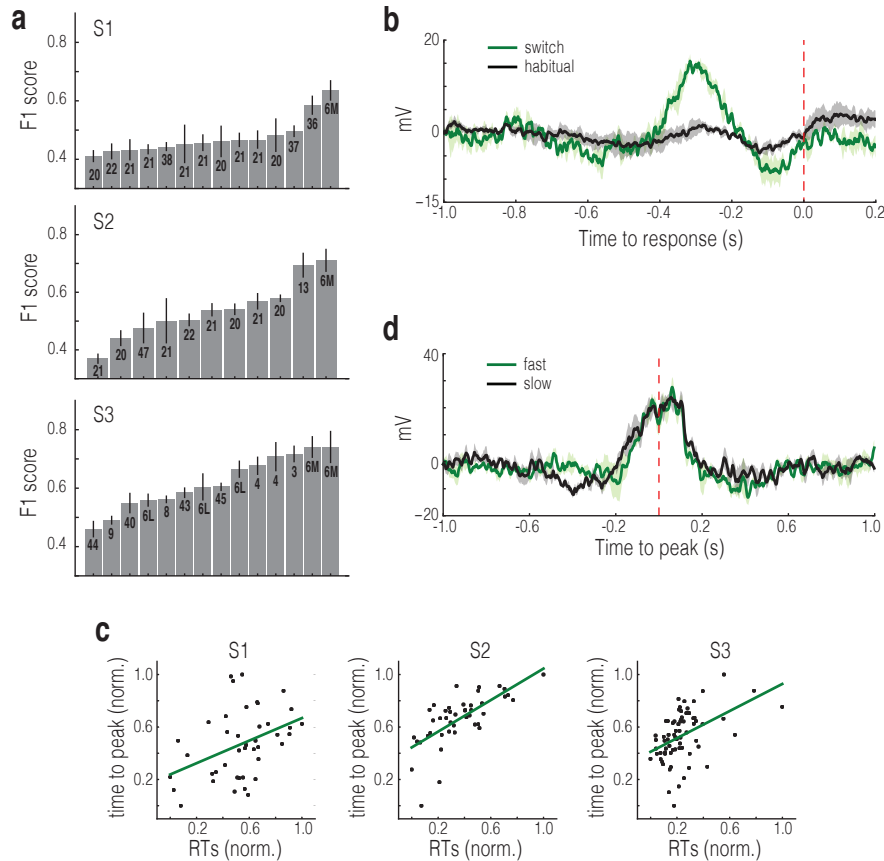 a
S1
F1 score
0.8
0.6
0.4
20 22 21 21 38 21 21 20 21 21 20 37 36 6M
S2
F1 score
0.8
0.6
0.4
21 20 47 21 22 21 20 21 20 13 6M
S3
F1 score
0.8
0.6
0.4
44 9 40 6L 8 43 6L 45 6L 4 4 3 6M 6M
b
switch
habitual
mV
20
0
−15
-1.0 -0.8 -0.6 -0.4 -0.2 0.0 0.2
Time to response (s)
d
fast
slow
mV
40
0
−20
-1.0 -0.6 -0.2 0.2 0.6 1.0
Time to peak (s)
c
S1
time to peak (norm.)
1.0
0.6
0.2
0.2 0.6 1.0
RTs (norm.)
S2
time to peak (norm.)
1.0
0.6
0.2
0.2 0.6 1.0
RTs (norm.)
S3
time to peak (norm.)
1.0
0.6
0.2
0.2 0.6 1.0
RTs (norm.)